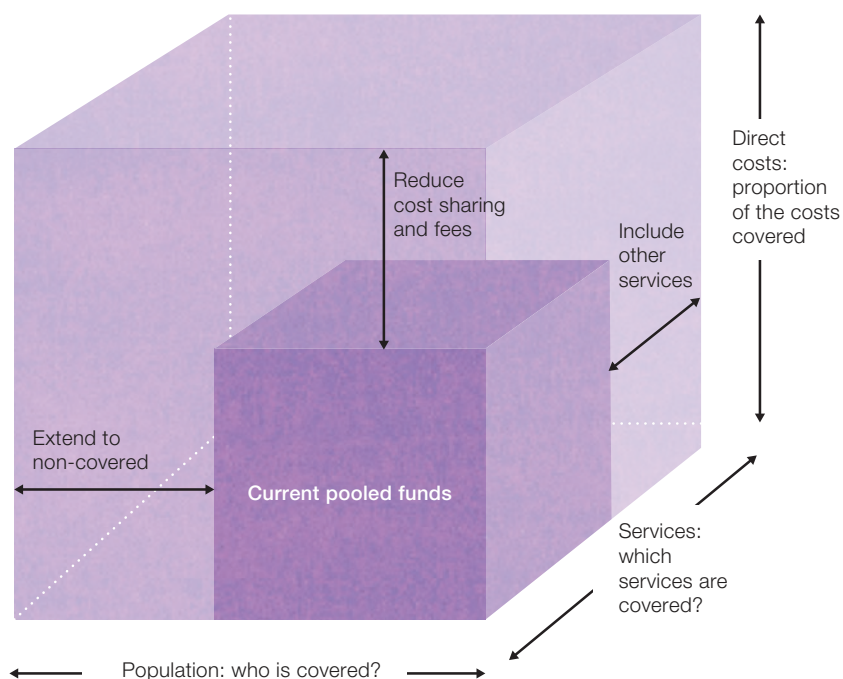 Direct
costs:
proportion
of the costs
covered
Reduce
cost sharing
and fees
Include
other
services
Extend to
non-covered
Current pooled funds
Services:
which
services are
covered?
Population: who is covered?